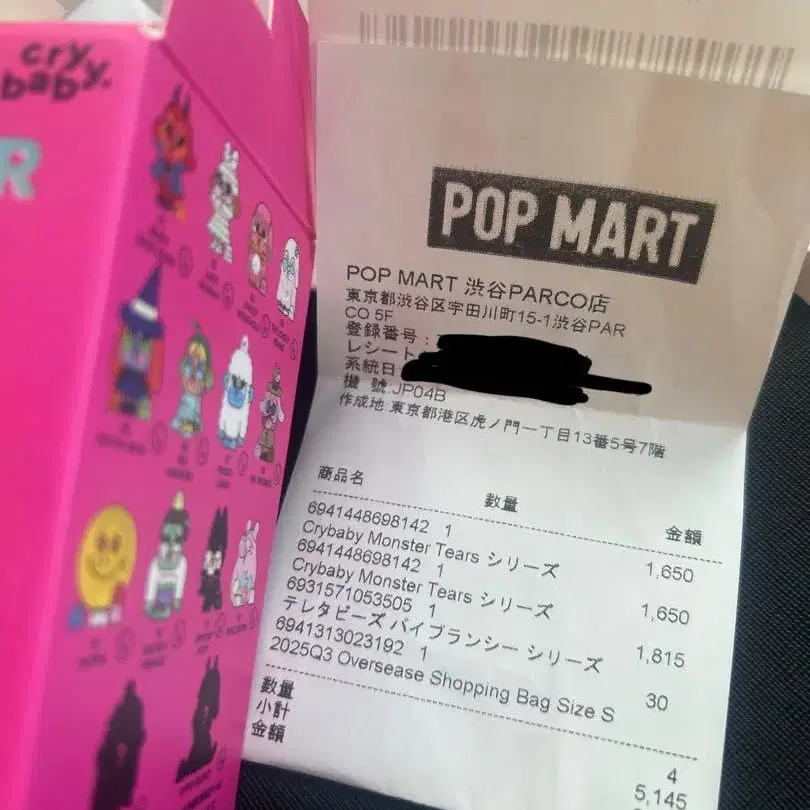 cry
baby.
R
POP MART
POP MART 渋谷PARCO店
東京都渋谷区宇田川町15-1渋谷PAR
CO 5F
登録番号:
レシート
系統日
機 號:JP04B
作成地:東京都港区虎ノ門一丁目13番5号7階
商品名 数量 金額
6941448698142 1
Crybaby Monster Tears シリーズ 1,650
6941448698142 1
Crybaby Monster Tears シリーズ 1,650
6931571053505 1
テレタビーズ バイブランシー シリーズ 1,815
6941313023192 1
2025Q3 Oversease Shopping Bag Size S 30
数量 4
小計 5,145
金額